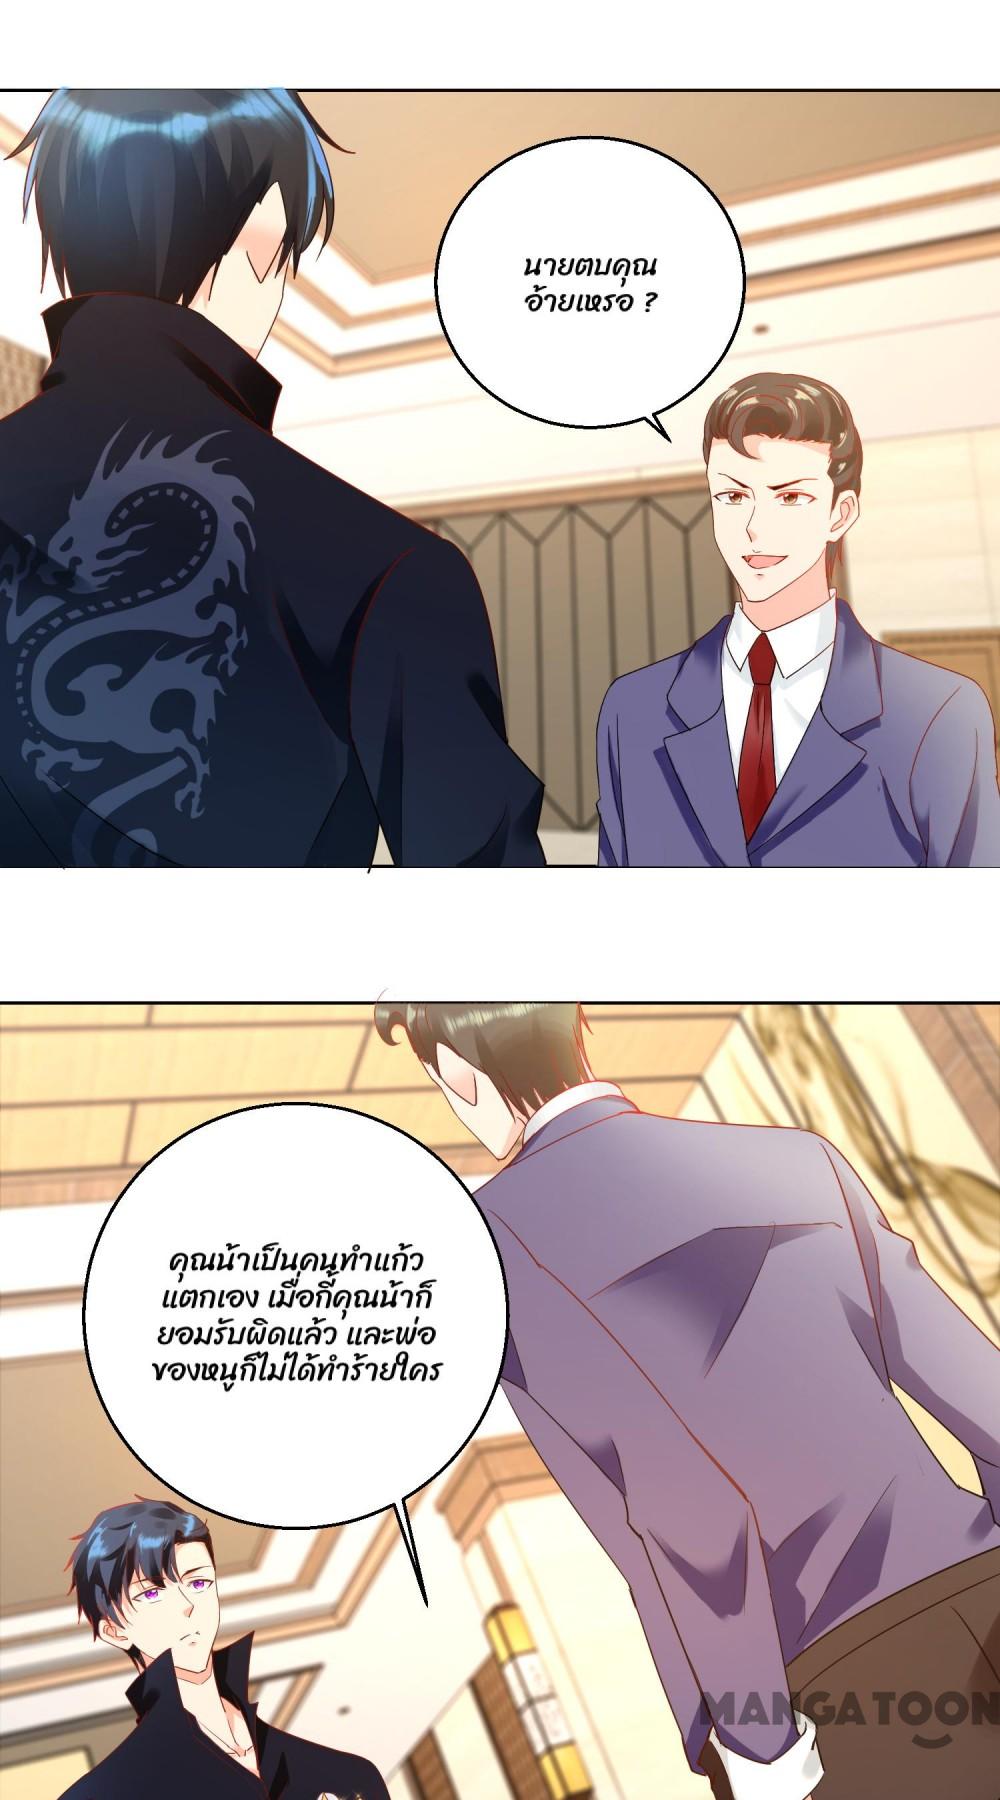 นายตบคุณ
อ้ายเหรอ ?
คุณน้าเป็นคนทำแก้ว
แตกเอง เมื่อกี้คุณน้าก็
ยอมรับผิดแล้ว และพ่อ
ของหนูก็ไม่ได้ทำร้ายใคร
MANGATOON